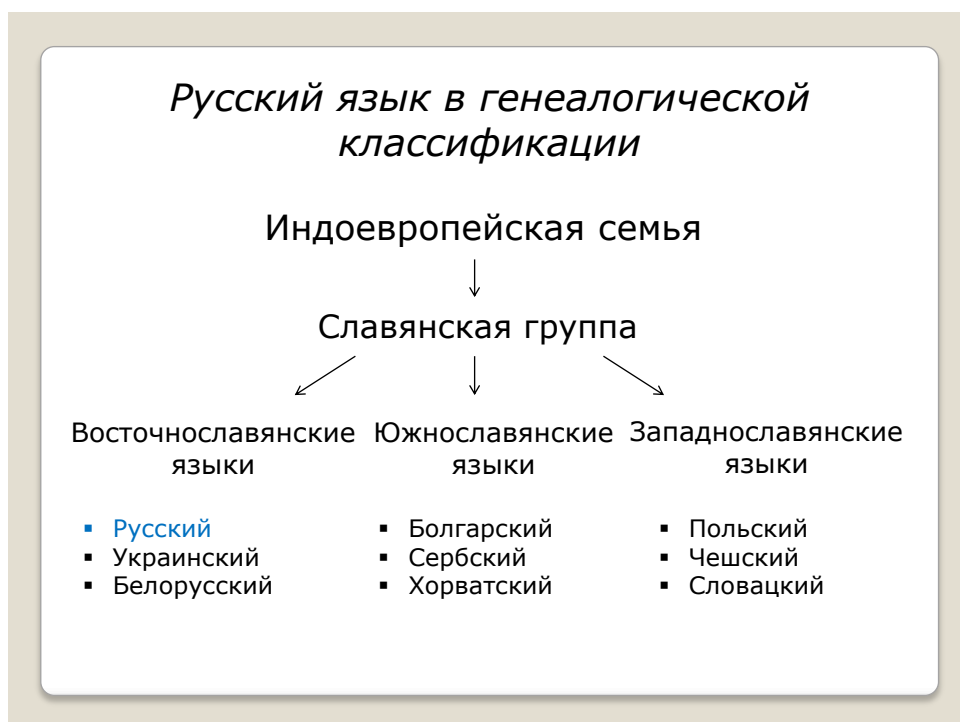 Русский язык в генеалогической
классификации
Индоевропейская семья
Славянская группа
Восточнославянские
языки
▪ Русский
▪ Украинский
▪ Белорусский
Южнославянские
языки
▪ Болгарский
▪ Сербский
▪ Хорватский
Западнославянские
языки
▪ Польский
▪ Чешский
▪ Словацкий